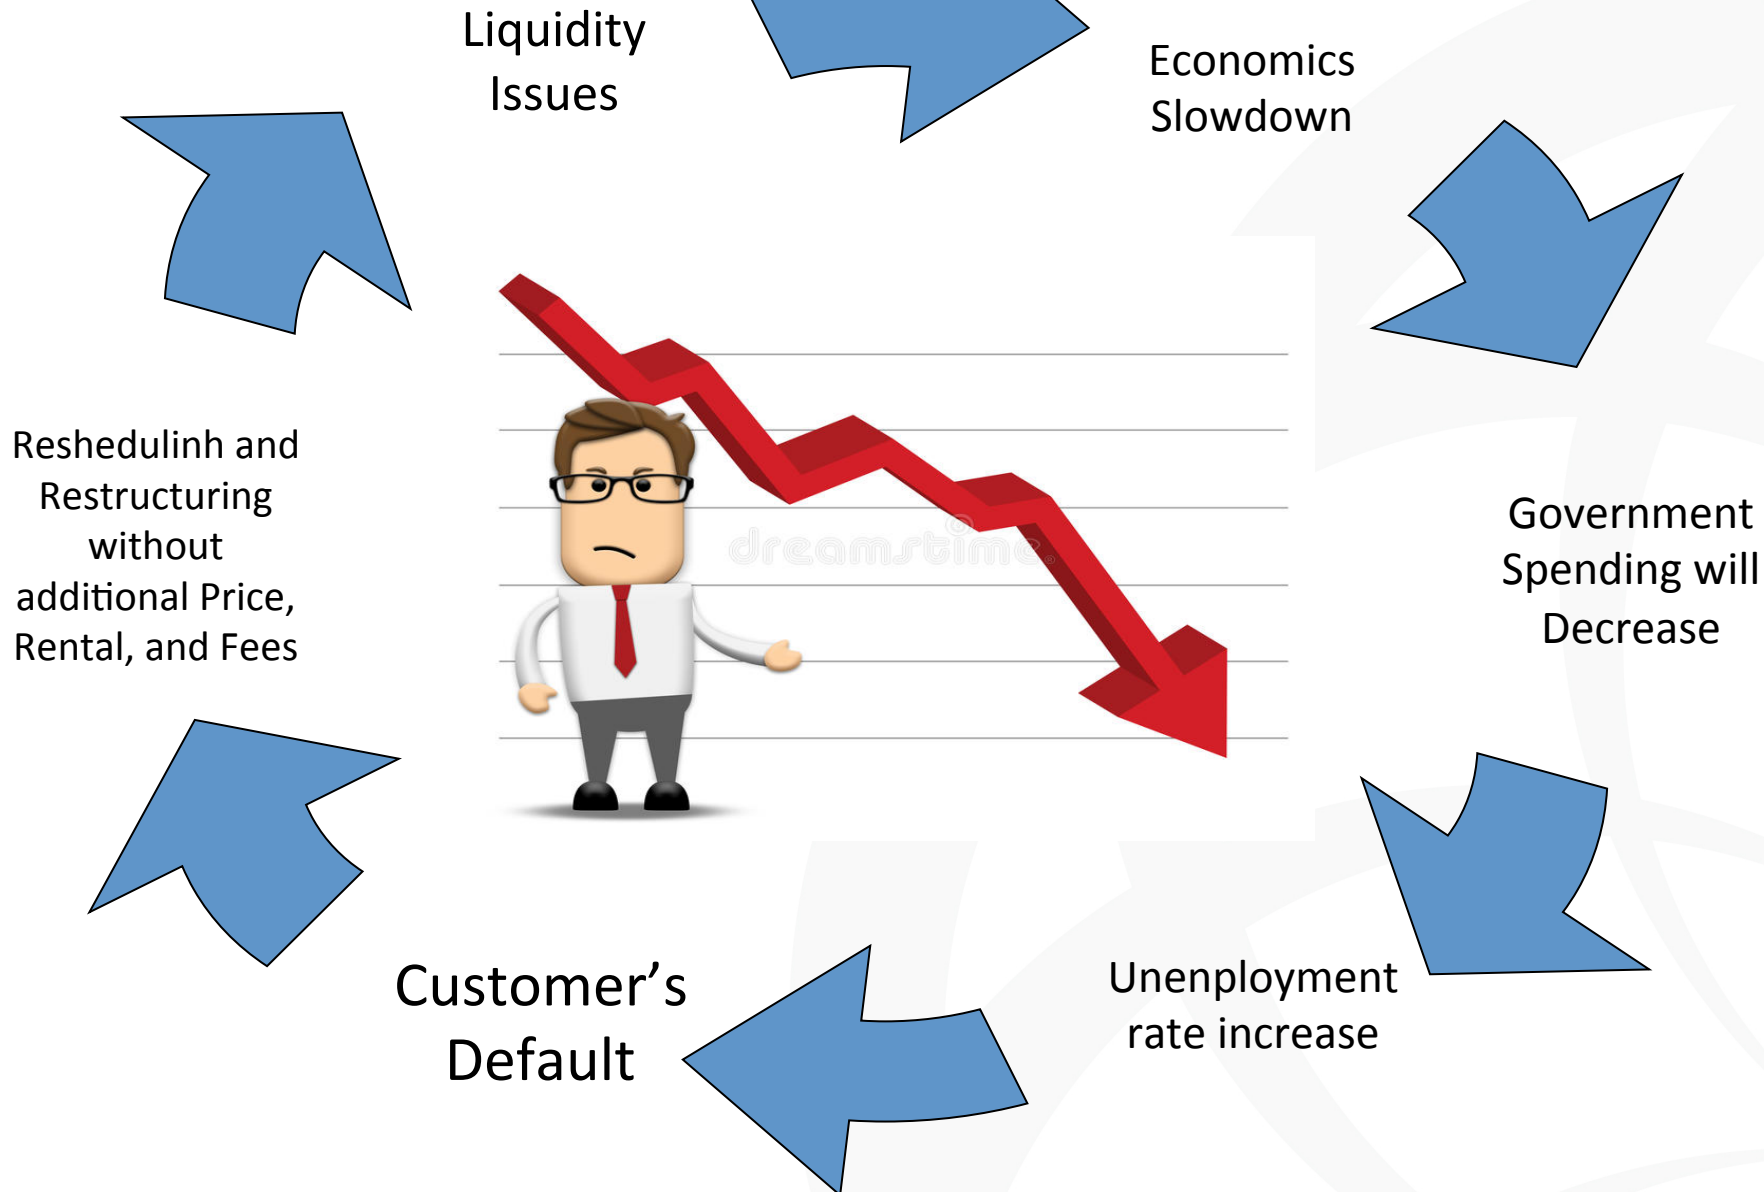 Liquidity
Issues
Economics
Slowdown
Government
Spending will
Decrease
Unenployment
rate increase
Customer’s
Default
Reshedulinh and
Restructuring
without
additional Price,
Rental, and Fees
dreamstime.